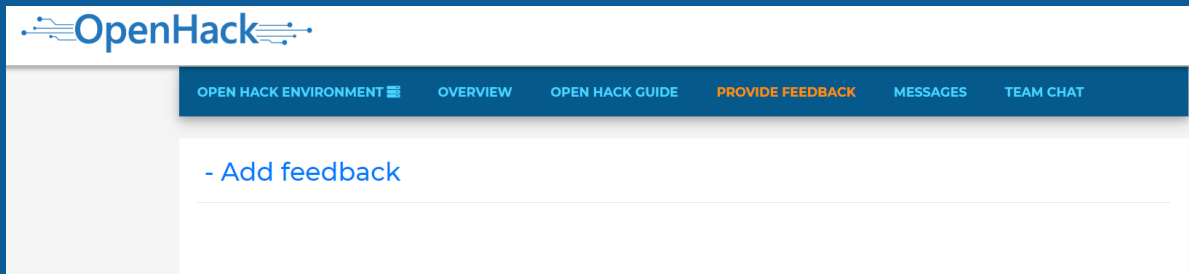 OpenHack
OPEN HACK ENVIRONMENT OVERVIEW OPEN HACK GUIDE PROVIDE FEEDBACK MESSAGES TEAM CHAT
- Add feedback